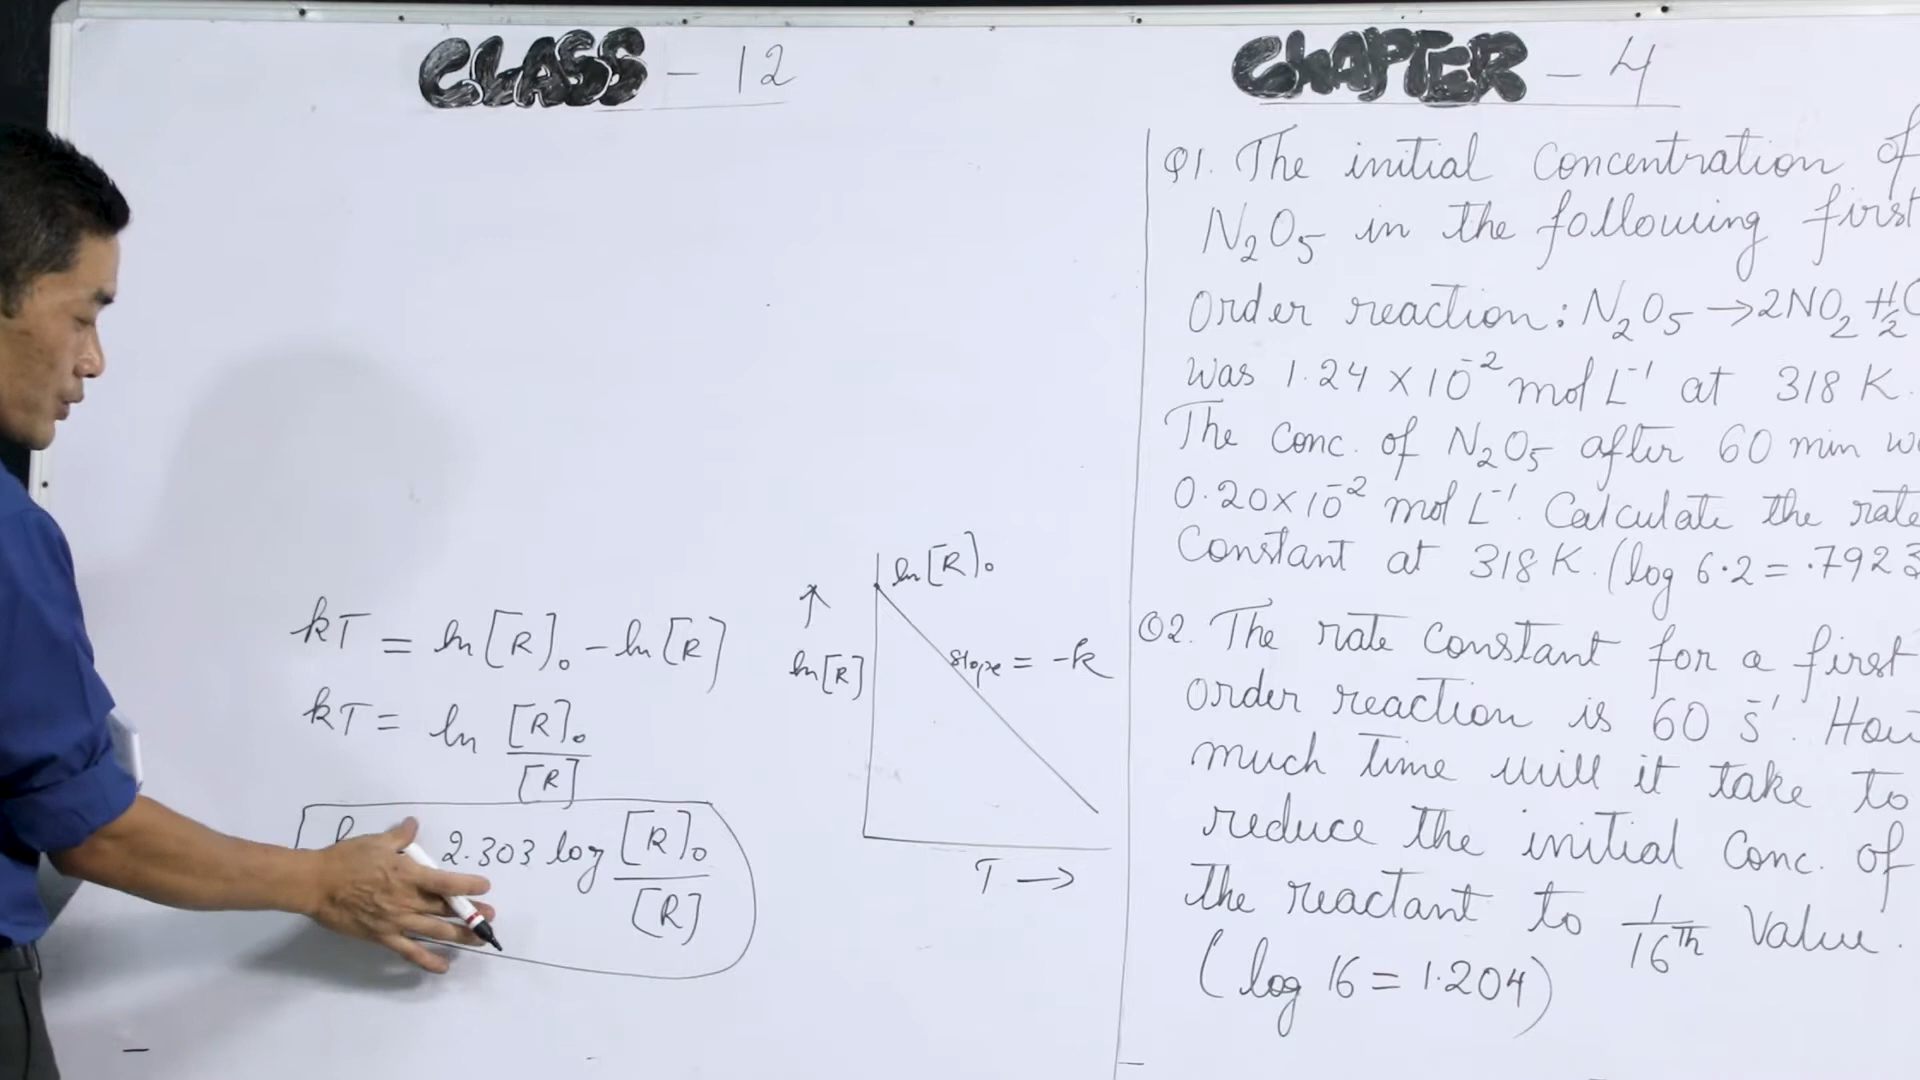 CLASS - 12
CHAPTER - 4
kT = ln[R]₀ - ln[R]
kT = ln [R]₀/[R]
2.303 log [R]₀/[R]
ln[R]₀
↑
ln[R]
slope = -k
T →
Q1. The initial concentration of
N₂O₅ in the following first
order reaction: N₂O₅ → 2NO₂ + 1/2
was 1.24 × 10⁻² mol L⁻¹ at 318 K.
The conc. of N₂O₅ after 60 min
0.20×10⁻² mol L⁻¹. Calculate the rate
Constant at 318 K. (log 6.2 = .7923
Q2. The rate constant for a first
order reaction is 60 s⁻¹. How
much time will it take to
reduce the initial Conc. of
the reactant to 1/16ᵀʰ Value.
(log 16 = 1.204)